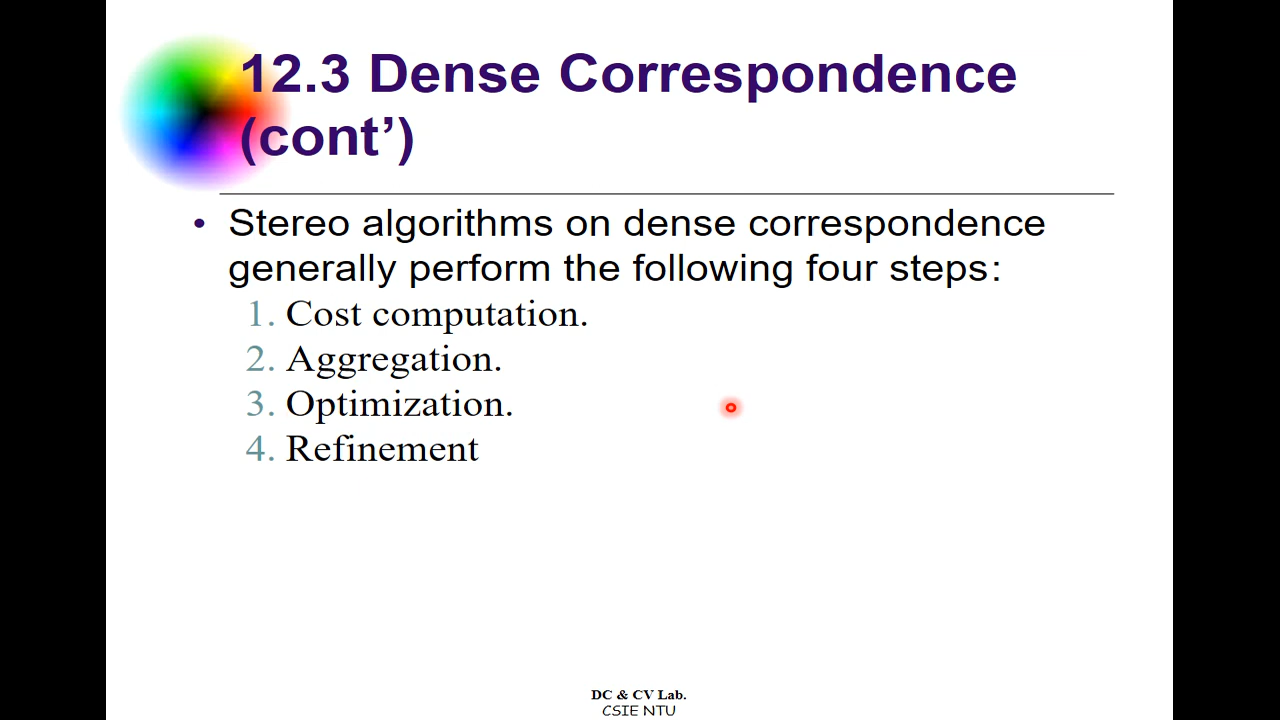 12.3 Dense Correspondence
(cont’)
• Stereo algorithms on dense correspondence
generally perform the following four steps:
1. Cost computation.
2. Aggregation.
3. Optimization.
4. Refinement
DC & CV Lab.
CSIE NTU